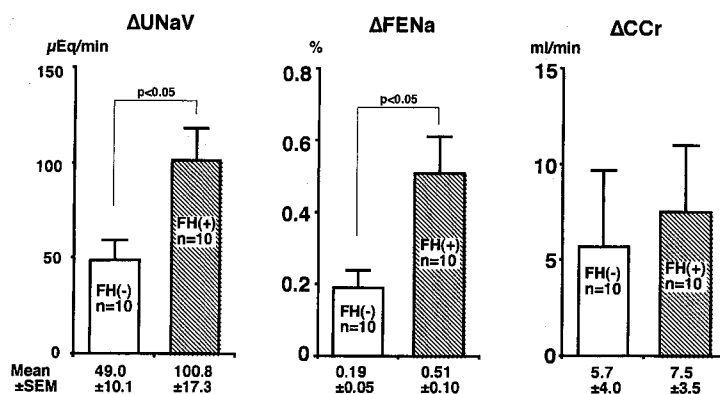 ΔUNaV
µEq/min
150
100
50
0
p<0.05
FH(-)
n=10
FH(+)
n=10
Mean 49.0 100.8
±SEM ±10.1 ±17.3
ΔFENa
%
0.8
0.6
0.4
0.2
0
p<0.05
FH(-)
n=10
FH(+)
n=10
0.19 0.51
±0.05 ±0.10
ΔCCr
ml/min
15
10
5
0
FH(-)
n=10
FH(+)
n=10
5.7 7.5
±4.0 ±3.5